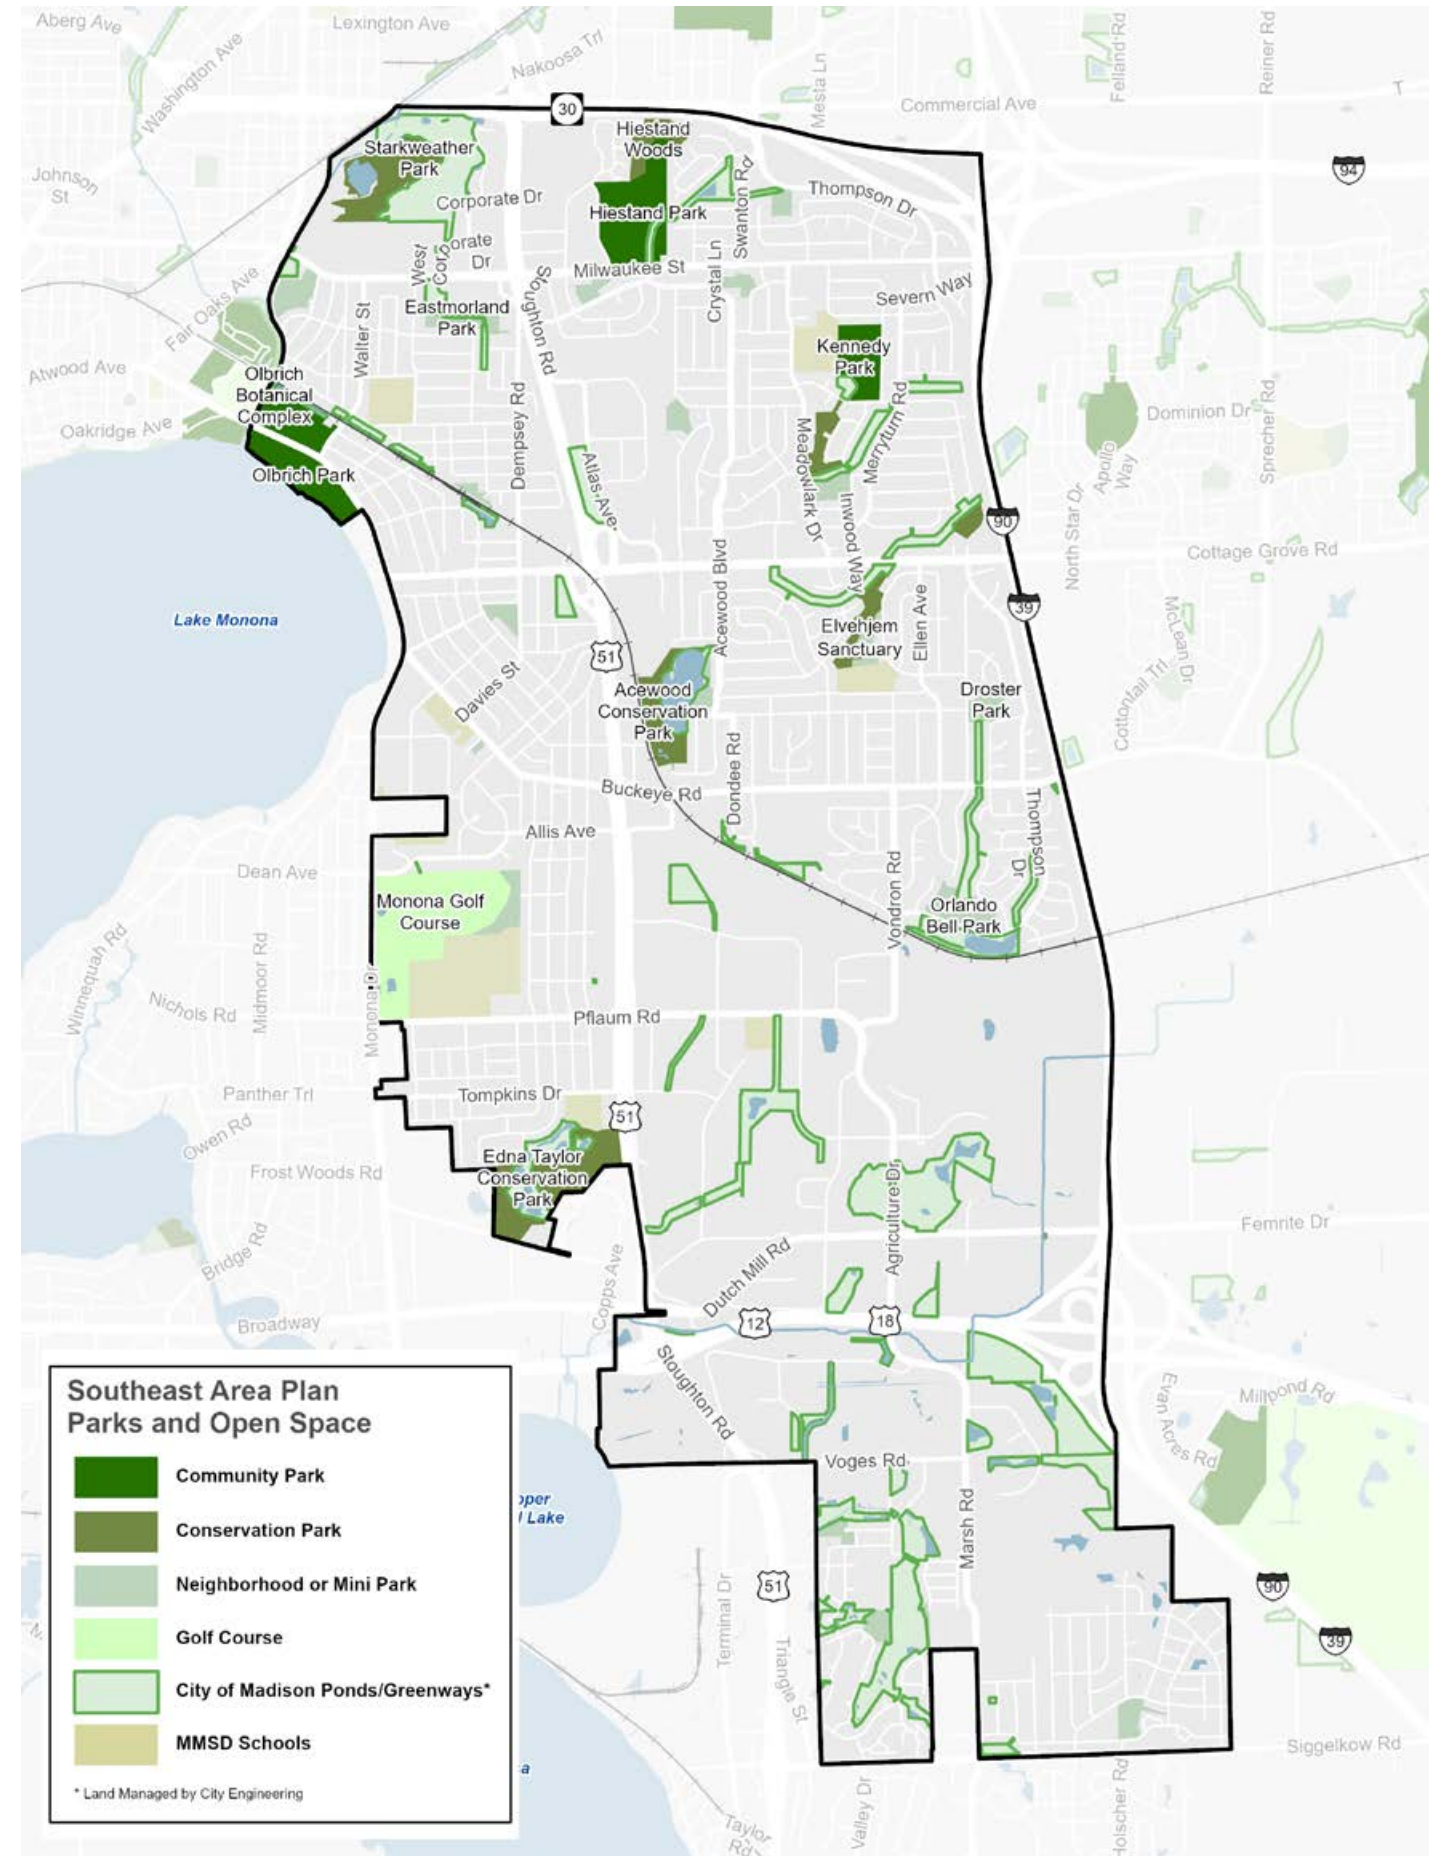 Aberg Ave
Lexington Ave
Washington Ave
Nakoosa Trl
Mesta Ln
Commercial Ave
Felland Rd
Reiner Rd
T
30
94
Johnson
St
Starkweather
Park
Hiestand
Woods
Corporate Dr
Hiestand Park
Swanton Rd
Thompson Dr
West
Corporate
Dr
Milwaukee St
Crystal Ln
Severn Way
Stoughton Rd
Fair Oaks Ave
Walter St
Eastmorland
Park
Kennedy
Park
Atwood Ave
Olbrich
Botanical
Complex
Oakridge Ave
Olbrich Park
Dempsey Rd
Atlas Ave
Meadowlark Dr
Merryturn Rd
Inwood Way
Dominion Dr
Apollo
Way
Sprecher Rd
North Star Dr
90
Cottage Grove Rd
39
Lake Monona
Acewood Blvd
Elvehjem
Sanctuary
Ellen Ave
McLean Dr
Cottontail Trl
51
Davies St
Acewood
Conservation
Park
Droster
Park
Dondee Rd
Buckeye Rd
Allis Ave
Thompson
Dr
Dean Ave
Monona Golf
Course
Vondron Rd
Orlando
Bell Park
Winnequah Rd
Midmoor Rd
Monona Dr
Nichols Rd
Pflaum Rd
Panther Trl
Tompkins Dr
51
Owen Rd
Frost Woods Rd
Edna Taylor
Conservation
Park
Agriculture Dr
Femrite Dr
Bridge Rd
Copps Ave
Dutch Mill Rd
Broadway
12
18
Stoughton Rd
Evan Acres Rd
Millpond Rd
Voges Rd
Marsh Rd
51
90
39
Terminal Dr
Triangle St
Siggelkow Rd
Valley Dr
Holscher Rd
Taylor
Rd
Lake
Southeast Area Plan
Parks and Open Space
Community Park
Conservation Park
Neighborhood or Mini Park
Golf Course
City of Madison Ponds/Greenways*
MMSD Schools
* Land Managed by City Engineering